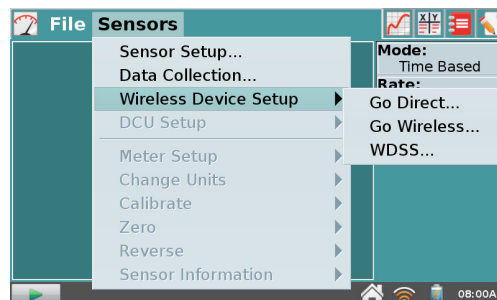 File Sensors
Sensor Setup...
Data Collection...
Wireless Device Setup
DCU Setup
Meter Setup
Change Units
Calibrate
Zero
Reverse
Sensor Information
Go Direct...
Go Wireless...
WDSS...
X Y
Mode:
Time Based
Rate:
08:00A